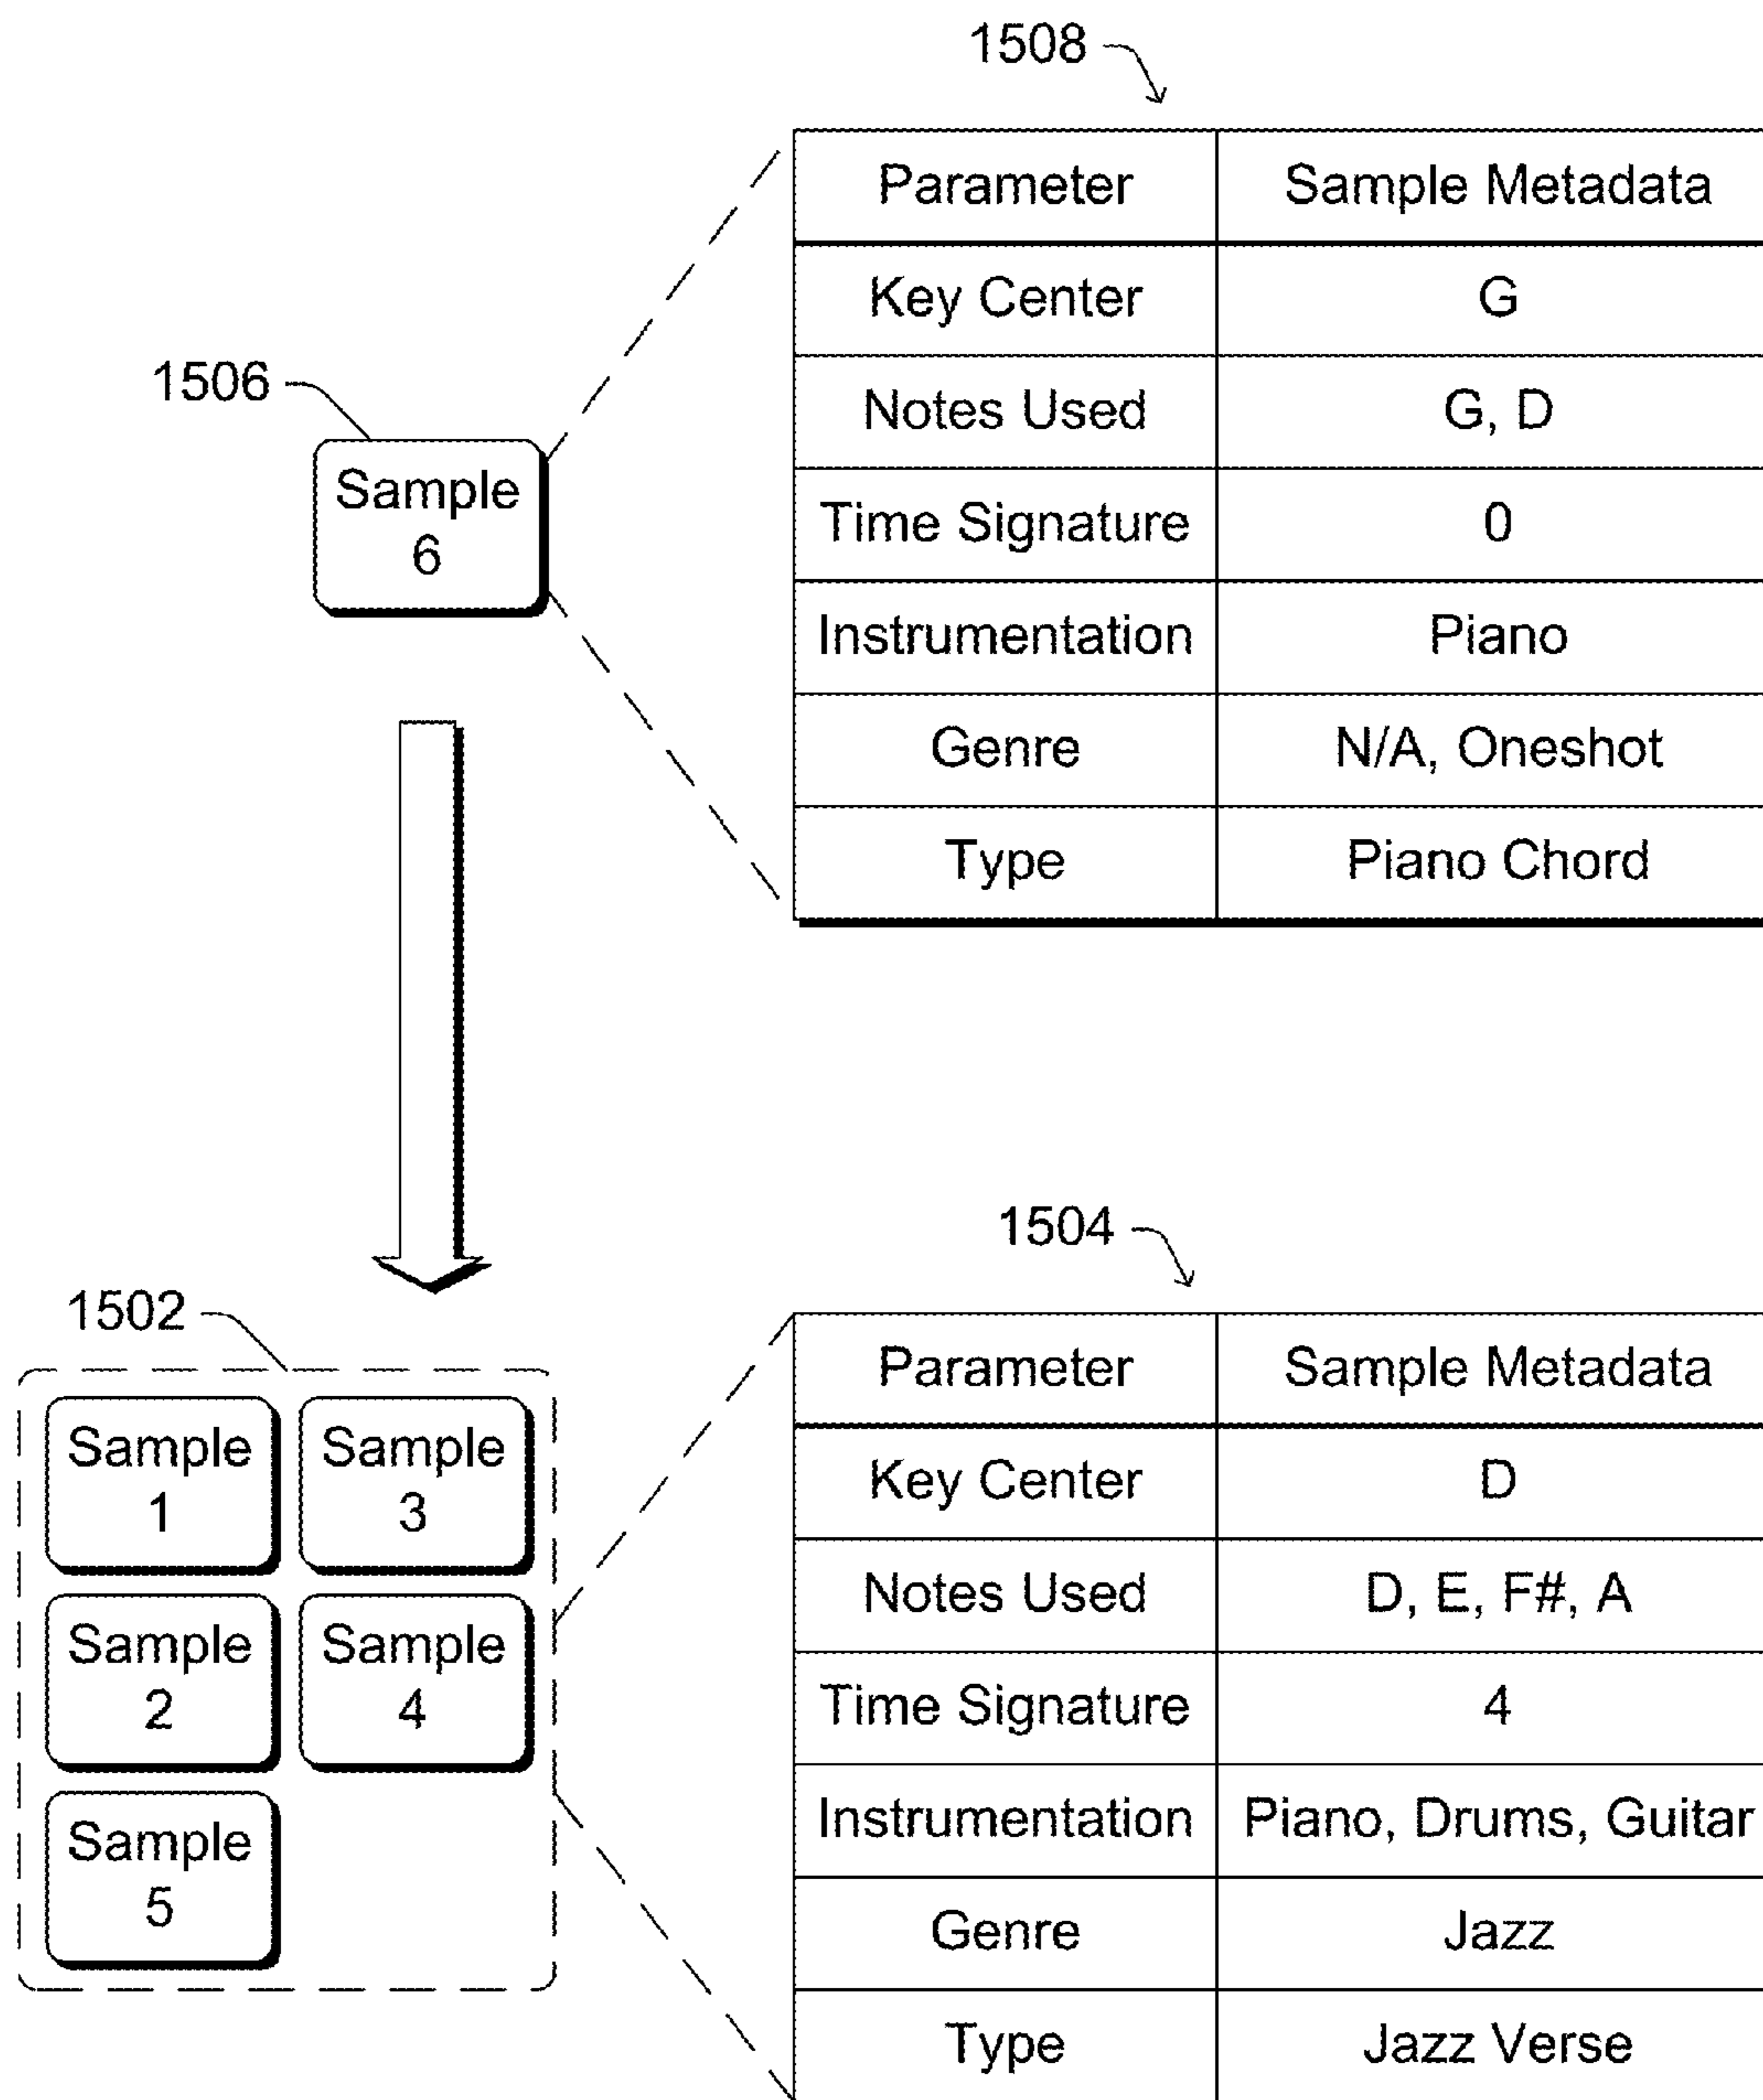 1508
Parameter Sample Metadata
Key Center G
Notes Used G, D
Time Signature 0
Instrumentation Piano
Genre N/A, Oneshot
Type Piano Chord
1506
Sample
6
1502
Sample
1
Sample
3
Sample
2
Sample
4
Sample
5
1504
Parameter Sample Metadata
Key Center D
Notes Used D, E, F#, A
Time Signature 4
Instrumentation Piano, Drums, Guitar
Genre Jazz
Type Jazz Verse